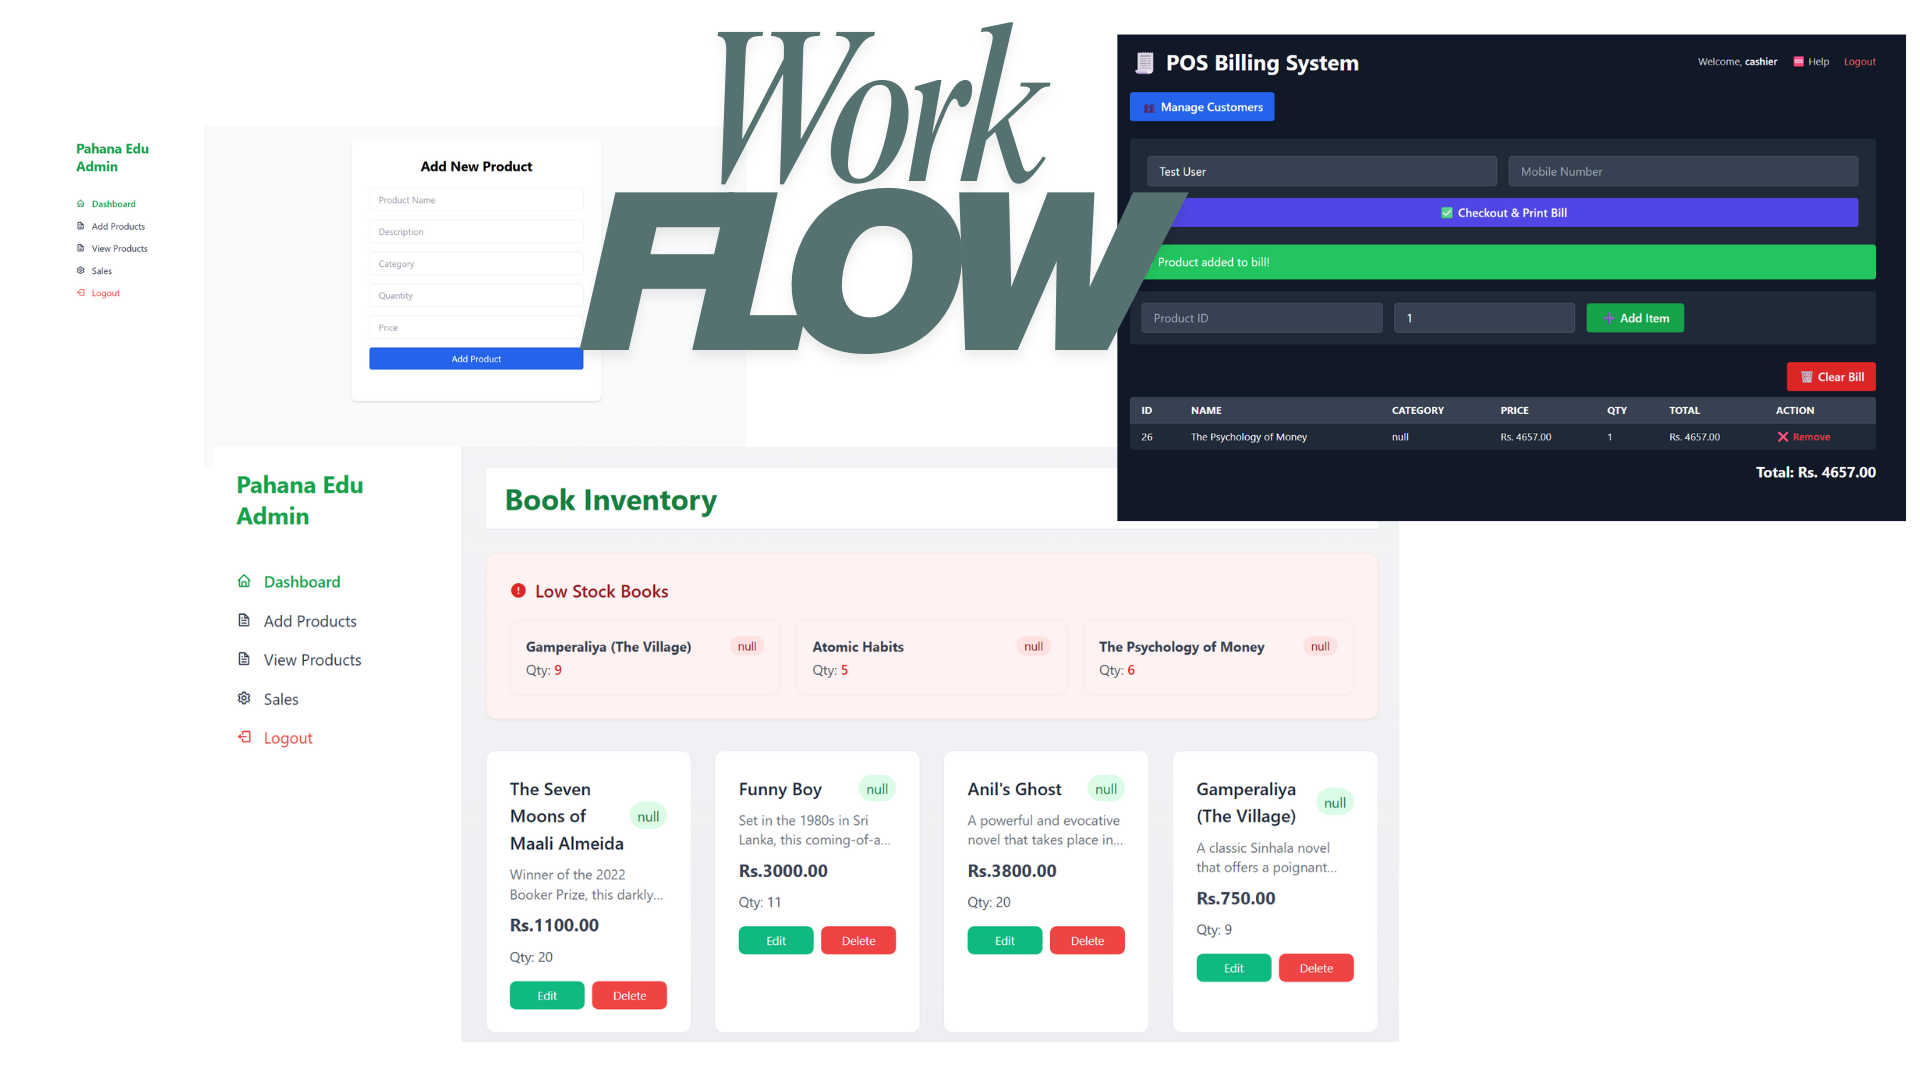 Work
FLOW
Pahana Edu
Admin
Dashboard
Add Products
View Products
Sales
Logout
Add New Product
Product Name
Description
Category
Quantity
Price
Add Product
POS Billing System
Welcome, cashier
Help
Logout
Manage Customers
Test User
Mobile Number
Checkout & Print Bill
Product added to bill!
Product ID
1
Add Item
Clear Bill
ID NAME CATEGORY PRICE QTY TOTAL ACTION
26 The Psychology of Money null Rs. 4657.00 1 Rs. 4657.00 Remove
Total: Rs. 4657.00
Pahana Edu
Admin
Dashboard
Add Products
View Products
Sales
Logout
Book Inventory
Low Stock Books
Gamperaliya (The Village) null
Qty: 9
Atomic Habits null
Qty: 5
The Psychology of Money null
Qty: 6
The Seven
Moons of
Maali Almeida
null
Winner of the 2022
Booker Prize, this darkly...
Rs.1100.00
Qty: 20
Edit Delete
Funny Boy null
Set in the 1980s in Sri
Lanka, this coming-of-a...
Rs.3000.00
Qty: 11
Edit Delete
Anil's Ghost null
A powerful and evocative
novel that takes place in...
Rs.3800.00
Qty: 20
Edit Delete
Gamperaliya
(The Village)
null
A classic Sinhala novel
that offers a poignant...
Rs.750.00
Qty: 9
Edit Delete